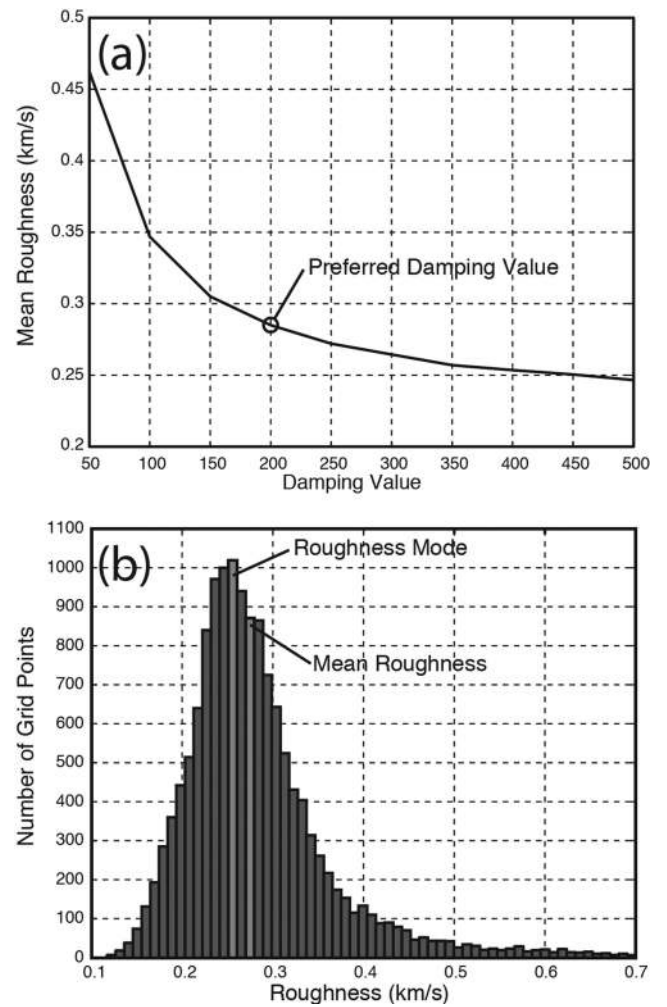 (a)
0.5
0.45
0.4
0.35
0.3
0.25
0.2
Mean Roughness (km/s)
Preferred Damping Value
50 100 150 200 250 300 350 400 450 500
Damping Value
(b)
1100
1000
900
800
700
600
500
400
300
200
100
0
Number of Grid Points
Roughness Mode
Mean Roughness
0.1 0.2 0.3 0.4 0.5 0.6 0.7
Roughness (km/s)